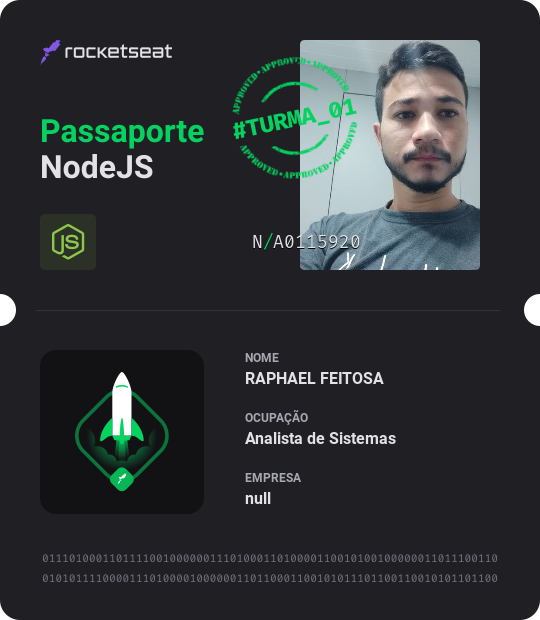 rocketseat
APPROVED • APPROVED • APPROVED
#TURMA_01
APPROVED • APPROVED • APPROVED
Passaporte
NodeJS
JS
N/A0115920
NOME
RAPHAEL FEITOSA
OCUPAÇÃO
Analista de Sistemas
EMPRESA
null